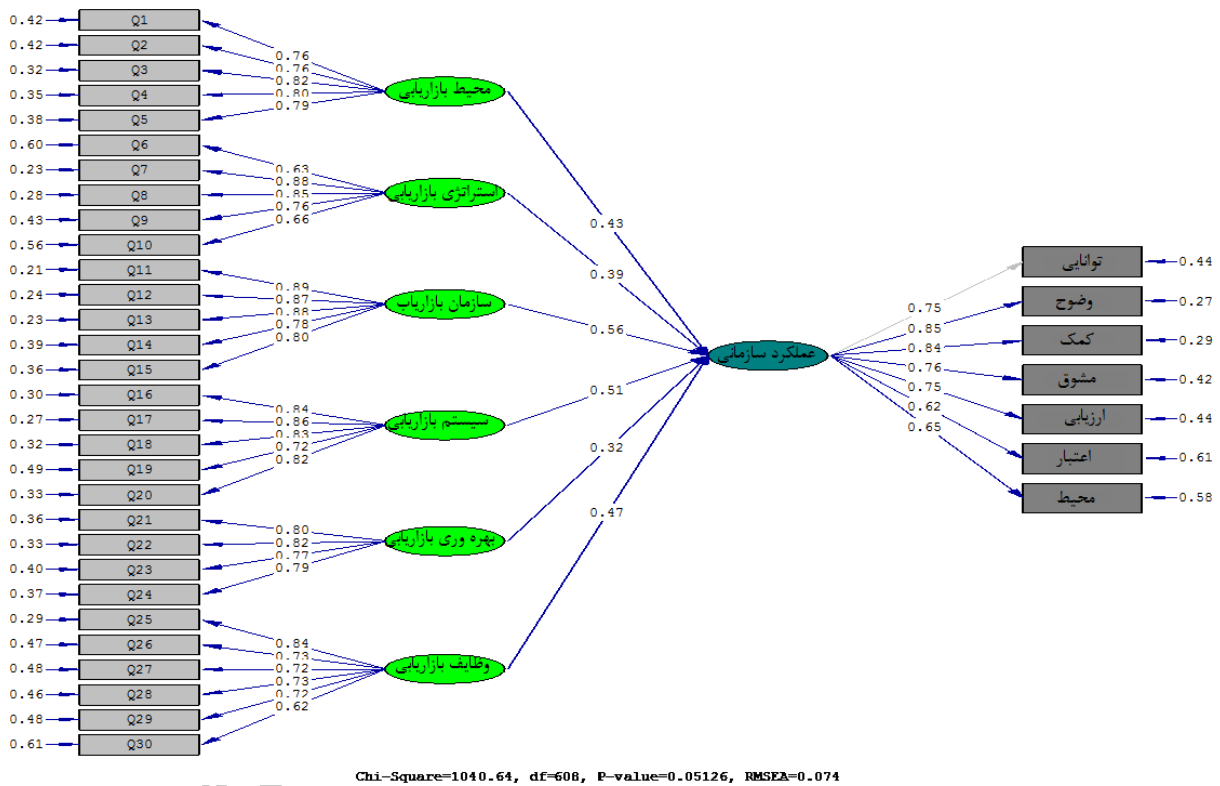 0.42 Q1
0.42 Q2
0.32 Q3
0.35 Q4
0.38 Q5
0.60 Q6
0.23 Q7
0.28 Q8
0.43 Q9
0.56 Q10
0.21 Q11
0.24 Q12
0.23 Q13
0.39 Q14
0.36 Q15
0.30 Q16
0.27 Q17
0.32 Q18
0.49 Q19
0.33 Q20
0.36 Q21
0.33 Q22
0.40 Q23
0.37 Q24
0.29 Q25
0.47 Q26
0.48 Q27
0.46 Q28
0.48 Q29
0.61 Q30
0.76
0.76
0.82
0.80
0.79
0.63
0.88
0.85
0.76
0.66
0.89
0.87
0.88
0.78
0.80
0.84
0.86
0.83
0.72
0.82
0.80
0.82
0.77
0.79
0.84
0.73
0.72
0.73
0.72
0.62
محیط بازاریابی
استراتژی بازاریابی
سازمان بازاریاب
سیستم بازاریابی
بهره وری بازاریابی
وظایف بازاریابی
0.43
0.39
0.56
0.51
0.32
0.47
عملکرد سازمانی
0.75
0.85
0.84
0.76
0.75
0.62
0.65
توانایی 0.44
وضوح 0.27
کمک 0.29
مشوق 0.42
ارزیابی 0.44
اعتبار 0.61
محیط 0.58
Chi-Square=1040.64, df=608, P-value=0.05126, RMSEA=0.074